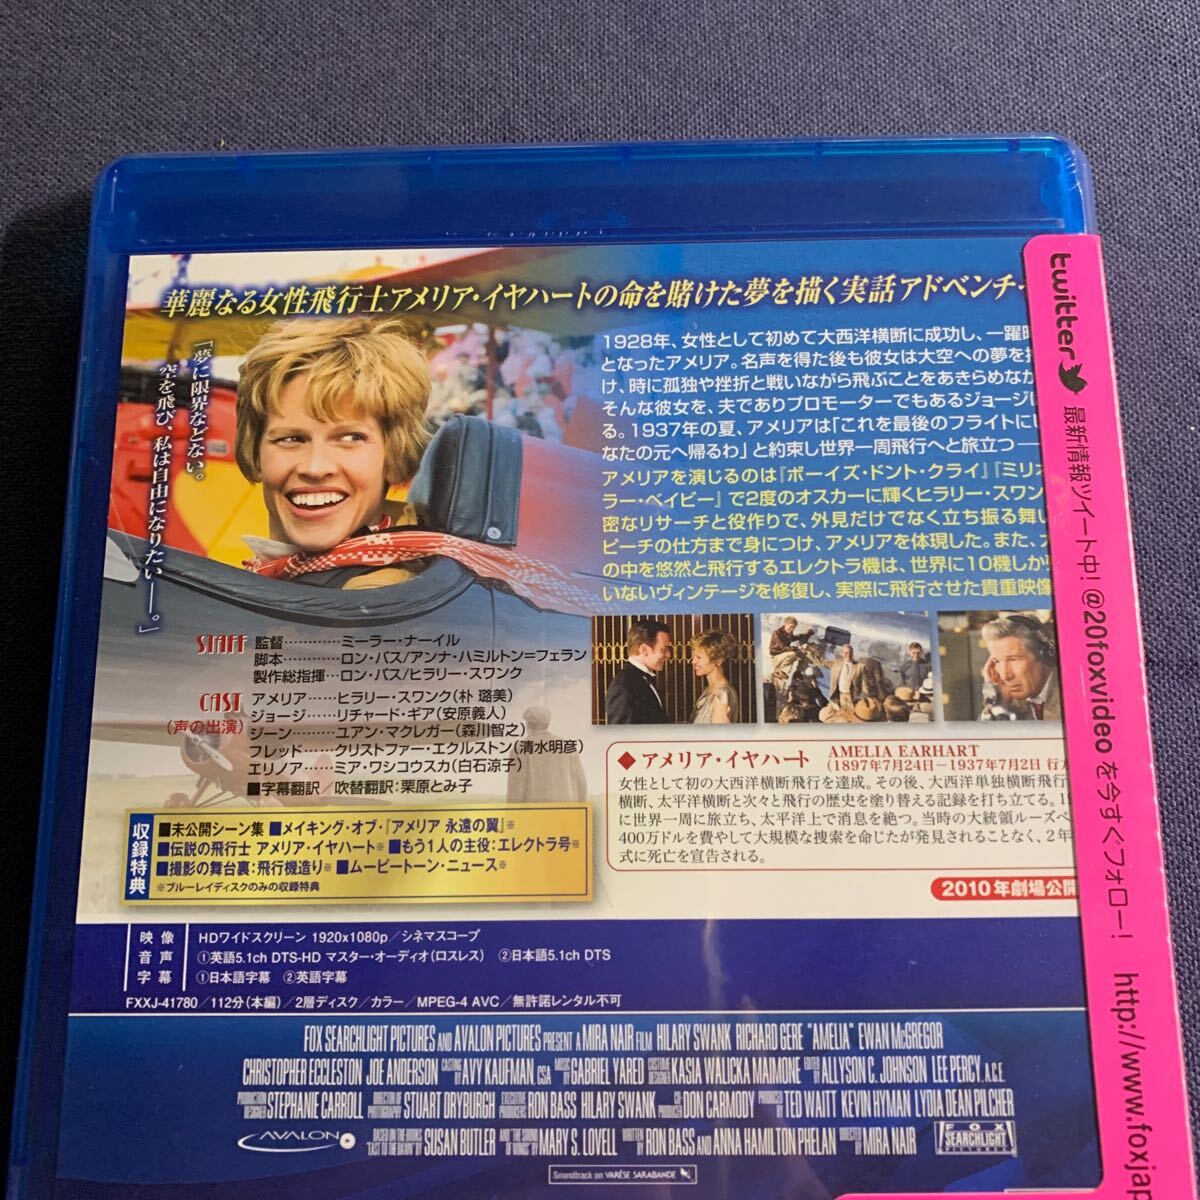 華麗なる女性飛行士アメリア・イヤハートの命を賭けた夢を描く実話アドベンチャ
「夢に限界などない。
空を飛び、私は自由になりたい──。」
1928年、女性として初めて大西洋横断に成功し、一躍
となったアメリア。名声を得た後も彼女は大空への夢を
け、時に孤独や挫折と戦いながら飛ぶことをあきらめな
そんな彼女を、夫でありプロモーターでもあるジョージ
る。1937年の夏、アメリアは「これを最後のフライトに
なたの元へ帰るわ」と約束し世界一周飛行へと旅立つ──
アメリアを演じるのは『ボーイズ・ドント・クライ』『ミリオ
ラー・ベイビー』で2度のオスカーに輝くヒラリー・スワンク
密なリサーチと役作りで、外見だけでなく立ち振る舞い
ピーチの仕方まで身につけ、アメリアを体現した。また、
の中を悠然と飛行するエレクトラ機は、世界に10機しか
いないヴィンテージを修復し、実際に飛行させた貴重映像
STAFF
監督…………ミーラー・ナーイル
脚本…………ロン・バス/アンナ・ハミルトン=フェラン
製作総指揮…ロン・バス/ヒラリー・スワンク
CAST
(声の出演)
アメリア……ヒラリー・スワンク(朴 璐美)
ジョージ……リチャード・ギア(安原義人)
ジーン………ユアン・マクレガー(森川智之)
フレッド……クリストファー・エクルストン(清水明彦)
エリノア……ミア・ワシコウスカ(白石涼子)
■字幕翻訳/吹替翻訳:栗原とみ子
◆アメリア・イヤハート AMELIA EARHART
(1897年7月24日−1937年7月2日 行方
女性として初の大西洋横断飛行を達成。その後、大西洋単独横断飛行
横断、太平洋横断と次々と飛行の歴史を塗り替える記録を打ち立てる。
に世界一周に旅立ち、太平洋上で消息を絶つ。当時の大統領ルーズベ
400万ドルを費やして大規模な捜索を命じたが発見されることなく、2年
式に死亡を宣告される。
2010年劇場公開
収録特典
■未公開シーン集 ■メイキング・オブ・『アメリア 永遠の翼』※
■伝説の飛行士 アメリア・イヤハート※ ■もう1人の主役:エレクトラ号※
■撮影の舞台裏:飛行機造り※ ■ムービートーン・ニュース※
※ブルーレイディスクのみの収録特典
映像 HDワイドスクリーン 1920x1080p/シネマスコープ
音声 ①英語5.1ch DTS-HD マスター・オーディオ(ロスレス) ②日本語5.1ch DTS
字幕 ①日本語字幕 ②英語字幕
FXXJ-41780/112分(本編)/2層ディスク/カラー/MPEG-4 AVC/無許諾レンタル不可
FOX SEARCHLIGHT PICTURES AND AVALON PICTURES PRESENT A MIRA NAIR FILM HILARY SWANK RICHARD GERE "AMELIA" EWAN McGREGOR
CHRISTOPHER ECCLESTON JOE ANDERSON CASTING BY AVY KAUFMAN, CSA MUSIC BY GABRIEL YARED COSTUME DESIGNER KASIA WALICKA MAIMONE EDITED BY ALLYSON C. JOHNSON LEE PERCY, A.C.E.
PRODUCTION DESIGNER STEPHANIE CARROLL DIRECTOR OF PHOTOGRAPHY STUART DRYBURGH EXECUTIVE PRODUCERS RON BASS HILARY SWANK CO-PRODUCER DON CARMODY PRODUCED BY TED WAITT KEVIN HYMAN LYDIA DEAN PILCHER
AVALON BASED ON THE BOOKS "EAST TO THE DAWN" BY SUSAN BUTLER AND "THE SOUND OF WINGS" BY MARY S. LOVELL WRITTEN BY RON BASS AND ANNA HAMILTON PHELAN DIRECTED BY MIRA NAIR FOX SEARCHLIGHT PICTURES
Soundtrack on VARÈSE SARABANDE
twitter 最新情報ツイート中! @20foxvideo を今すぐフォロー! http://www.foxjap